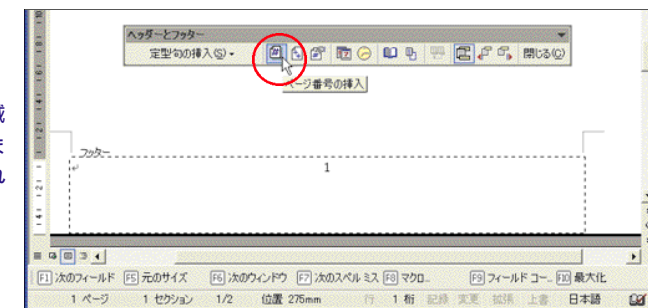 ヘッダーとフッター
定型句の挿入(S)
閉じる(C)
ページ番号の挿入
フッター
1
F1 次のフィールド F5 元のサイズ F6 次のウィンドウ F7 次のスペル ミス F8 マクロ... F9 フィールド コー... F10 最大化
1 ページ 1 セクション 1/2 位置 275mm 行 1 桁 記録 変更 拡張 上書 日本語